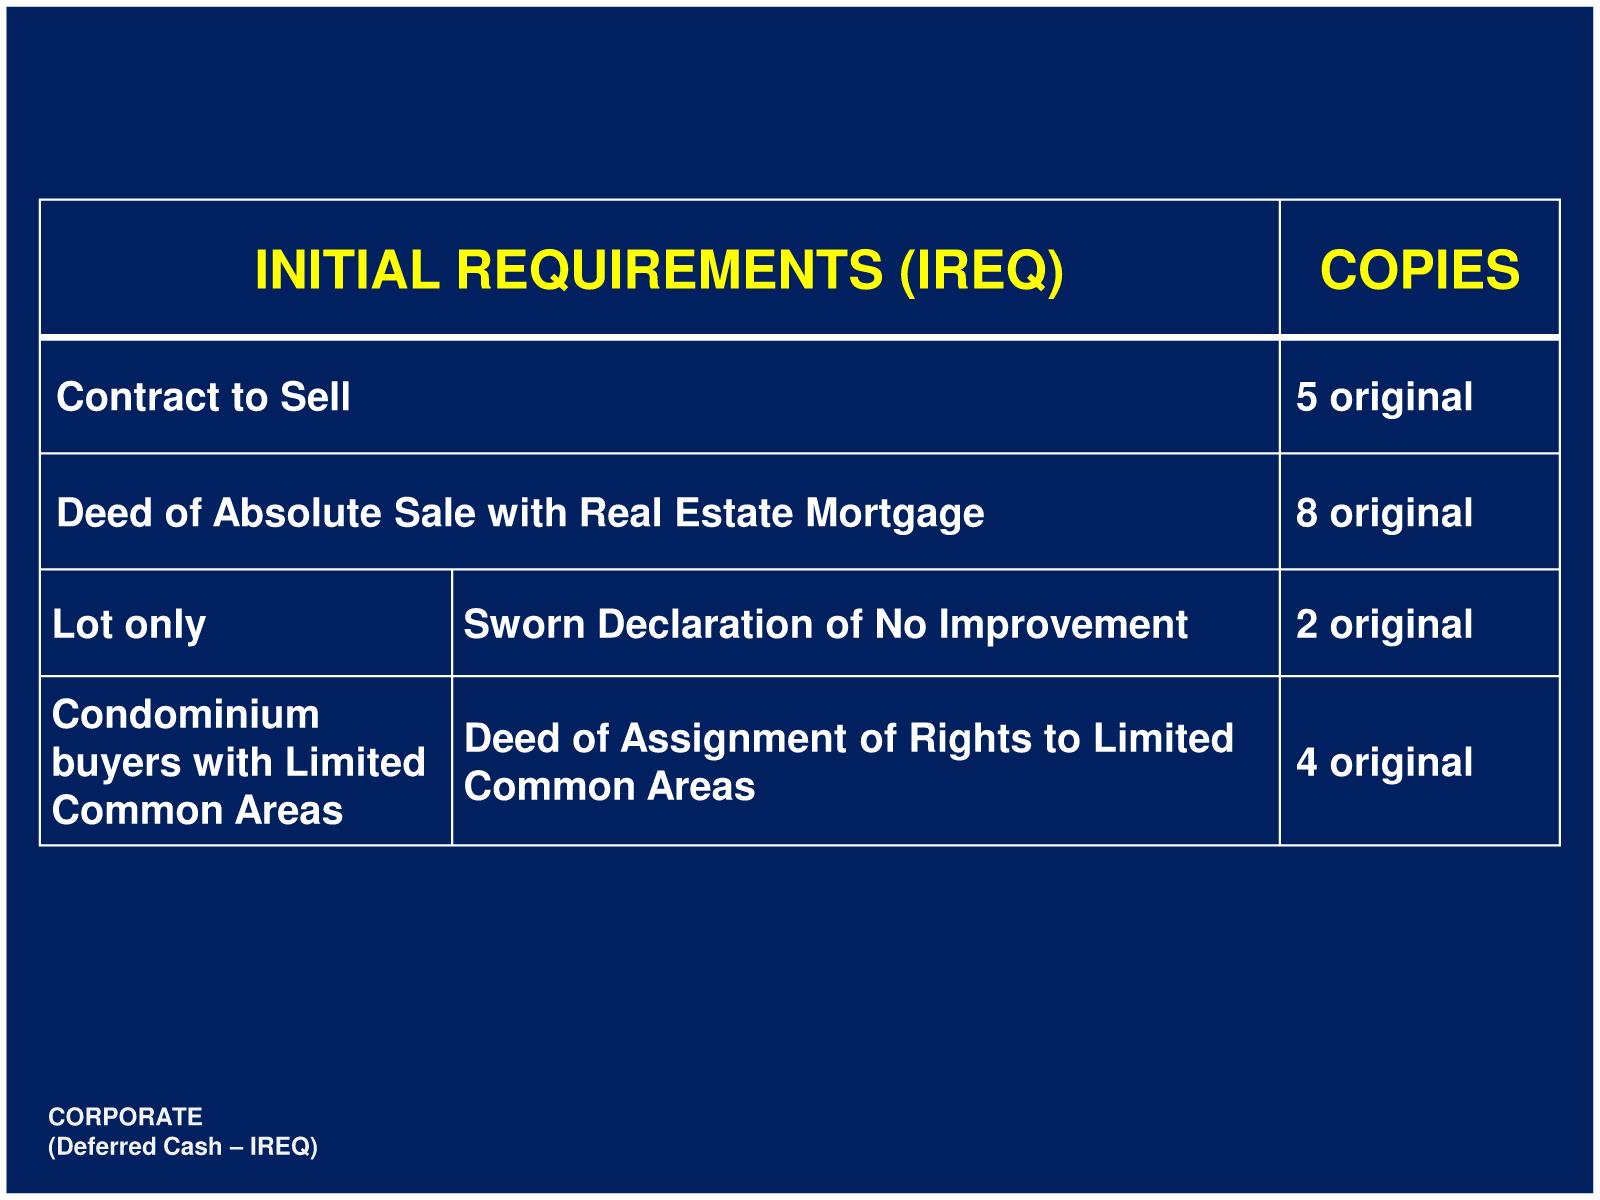 INITIAL REQUIREMENTS (IREQ)
COPIES
Contract to Sell
5 original
Deed of Absolute Sale with Real Estate Mortgage
8 original
Lot only
Sworn Declaration of No Improvement
2 original
Condominium
buyers with Limited
Common Areas
Deed of Assignment of Rights to Limited
Common Areas
4 original
CORPORATE
(Deferred Cash – IREQ)